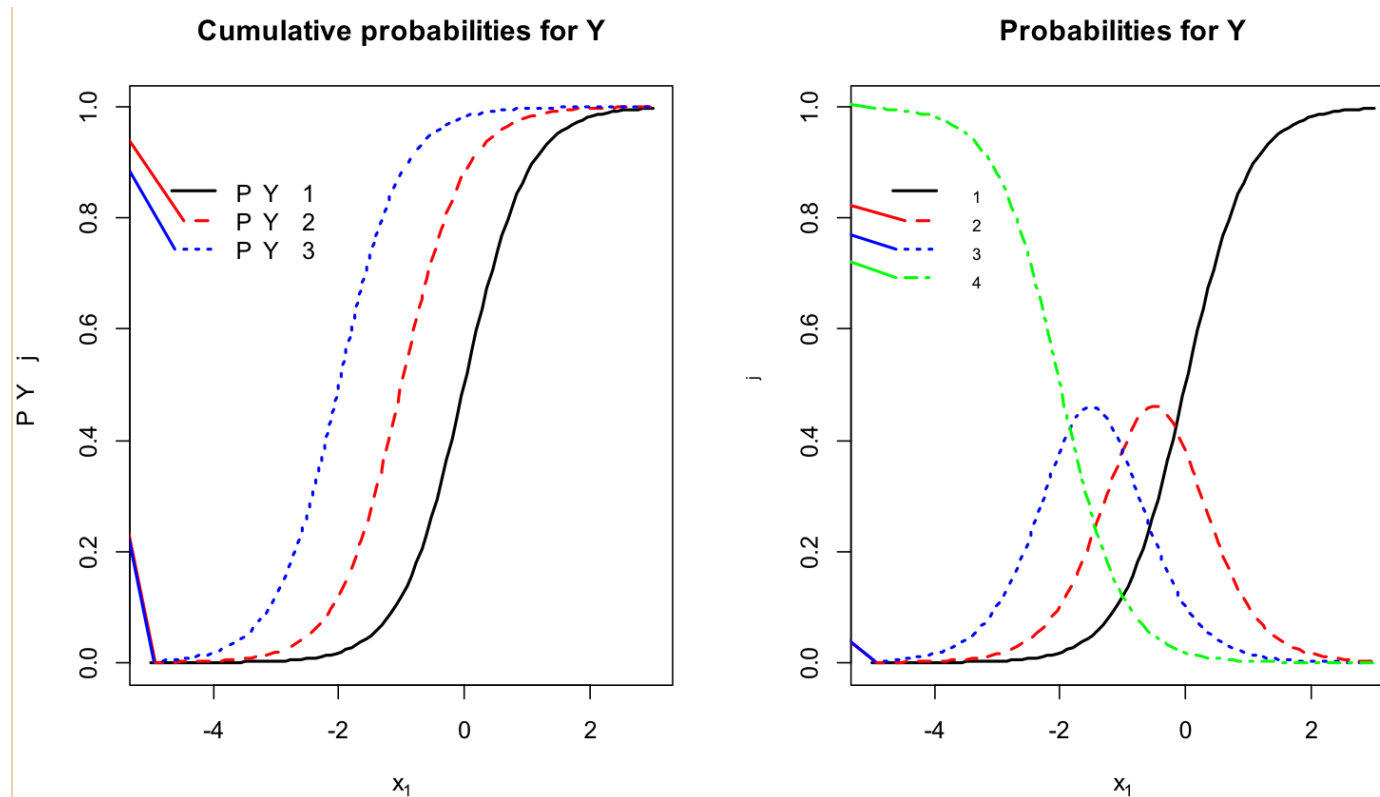 Cumulative probabilities for Y
P Y j
1.0
0.8
0.6
0.4
0.2
0.0
P Y 1
P Y 2
P Y 3
-4 -2 0 2
x1
Probabilities for Y
j
1.0
0.8
0.6
0.4
0.2
0.0
1
2
3
4
-4 -2 0 2
x1